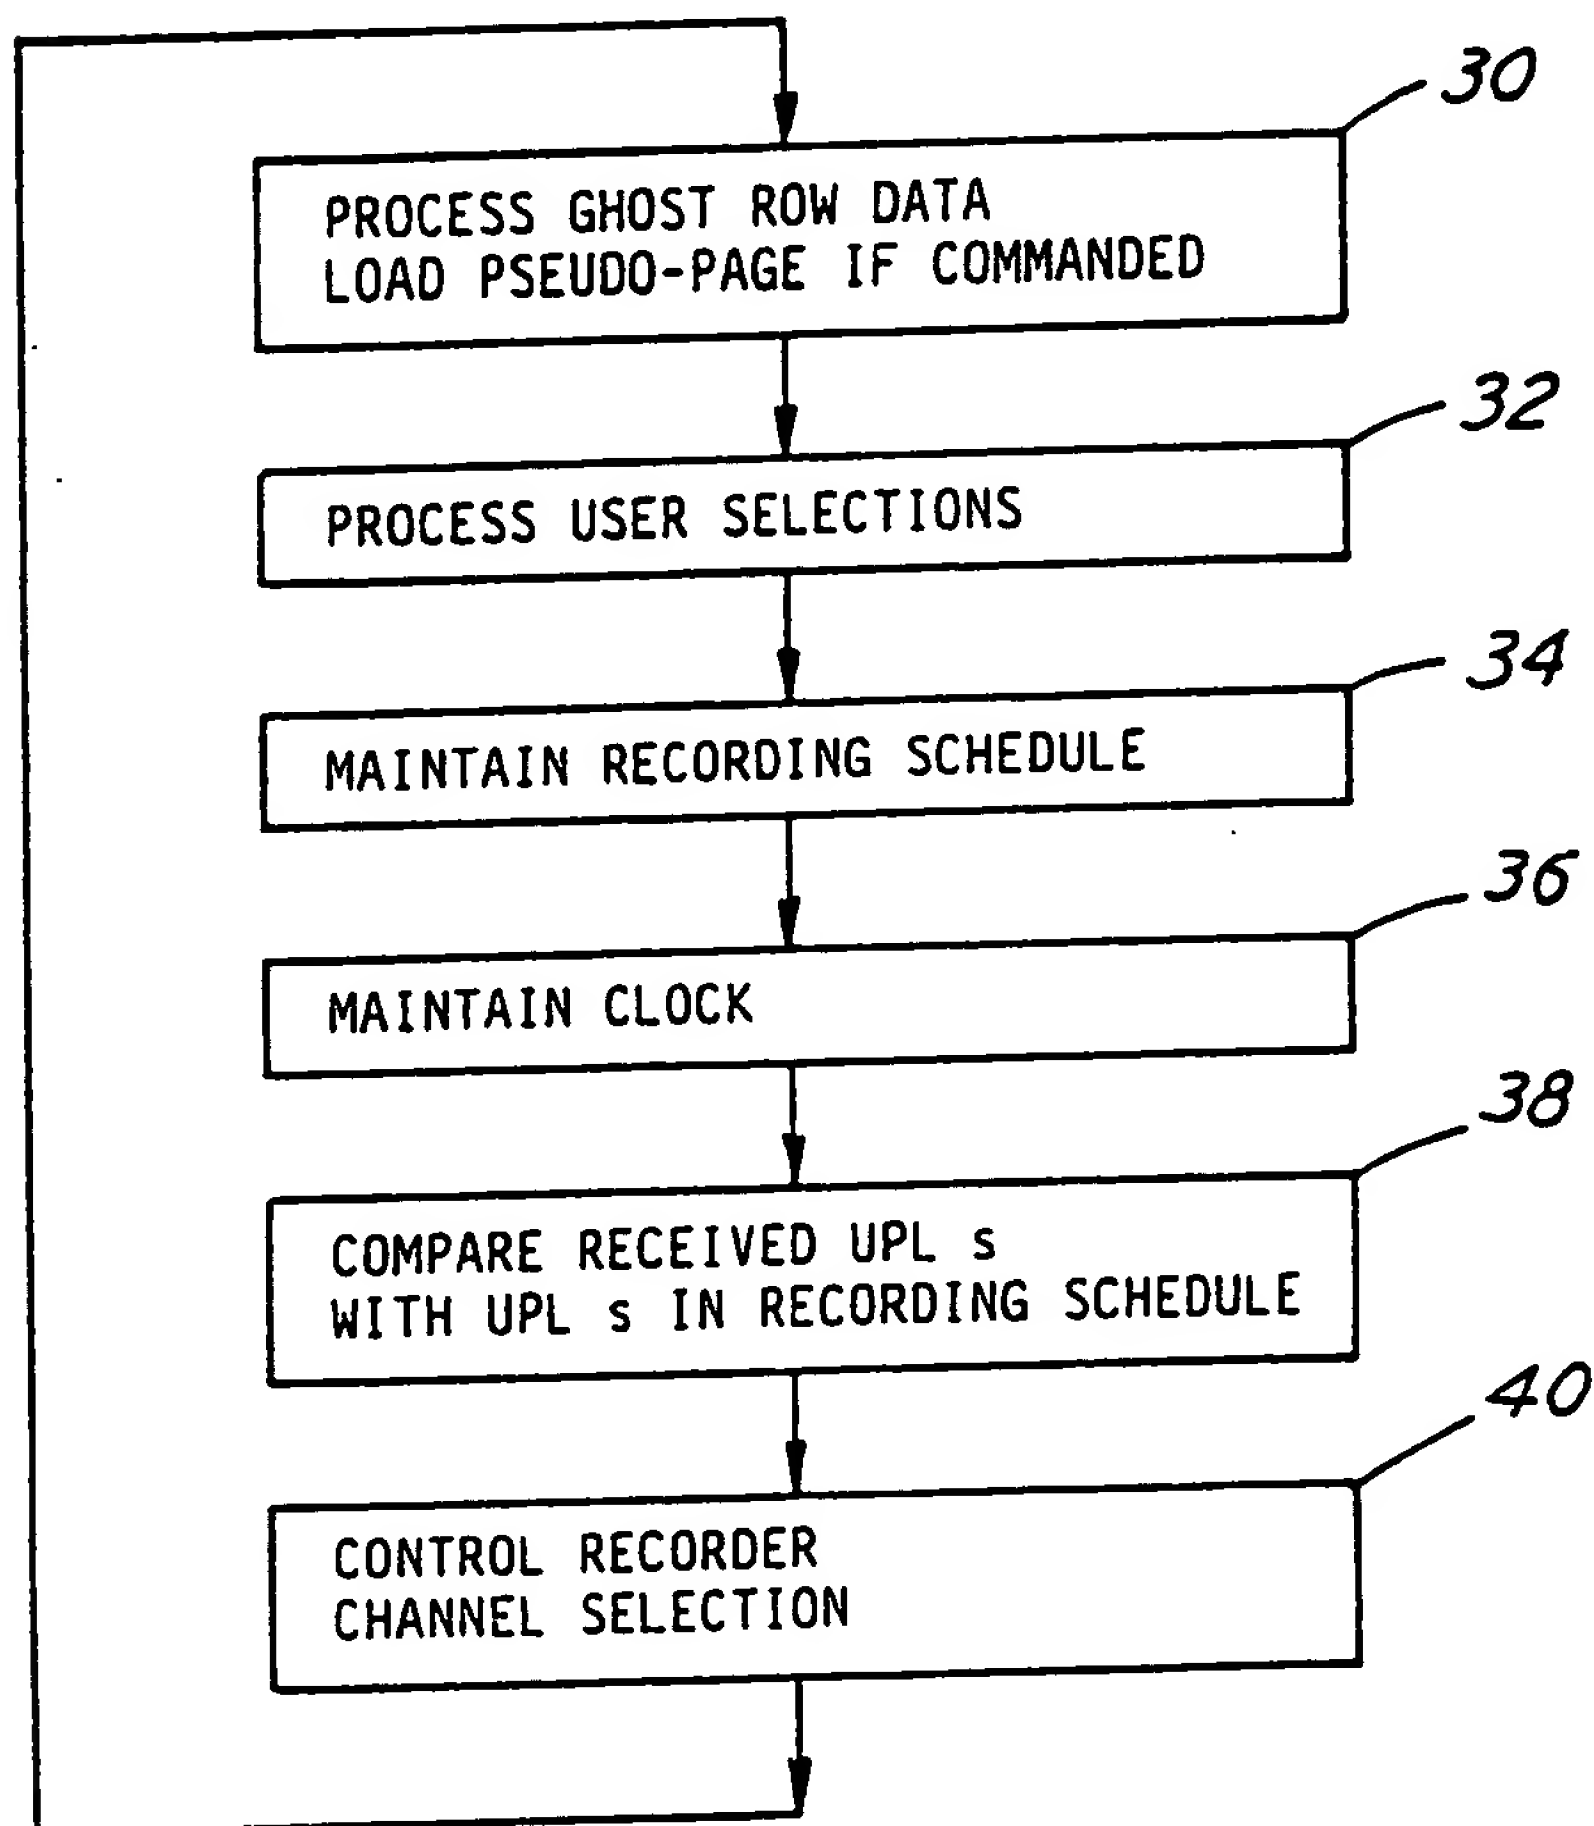 30
PROCESS GHOST ROW DATA
LOAD PSEUDO-PAGE IF COMMANDED
32
PROCESS USER SELECTIONS
34
MAINTAIN RECORDING SCHEDULE
36
MAINTAIN CLOCK
38
COMPARE RECEIVED UPL s
WITH UPL s IN RECORDING SCHEDULE
40
CONTROL RECORDER
CHANNEL SELECTION